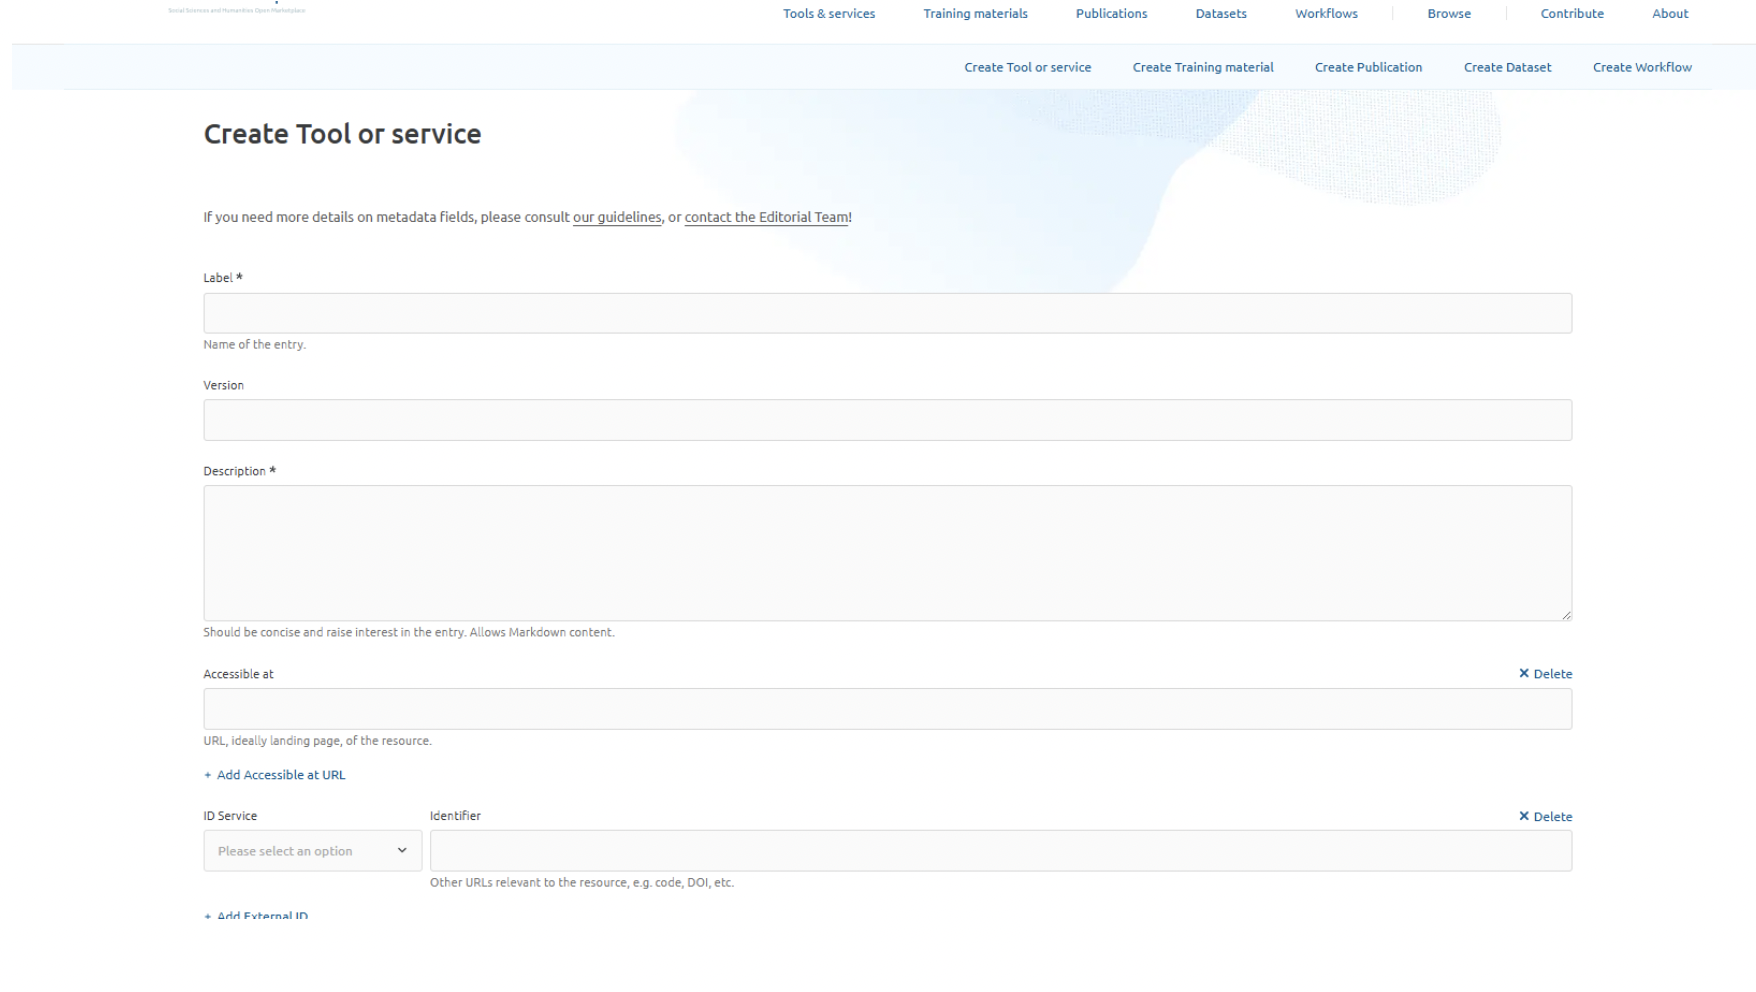 Social Sciences and Humanities Open Marketplace
Tools & services Training materials Publications Datasets Workflows Browse Contribute About
Create Tool or service Create Training material Create Publication Create Dataset Create Workflow
Create Tool or service
If you need more details on metadata fields, please consult our guidelines, or contact the Editorial Team!
Label *
Name of the entry.
Version
Description *
Should be concise and raise interest in the entry. Allows Markdown content.
Accessible at × Delete
URL, ideally landing page, of the resource.
+ Add Accessible at URL
ID Service Identifier × Delete
Please select an option
Other URLs relevant to the resource, e.g. code, DOI, etc.
+ Add External ID